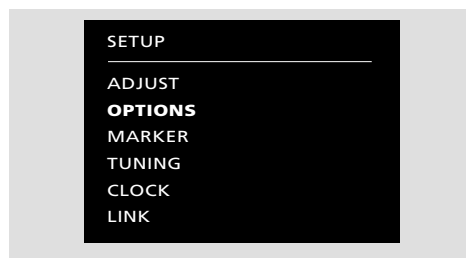 SETUP
ADJUST
OPTIONS
MARKER
TUNING
CLOCK
LINK